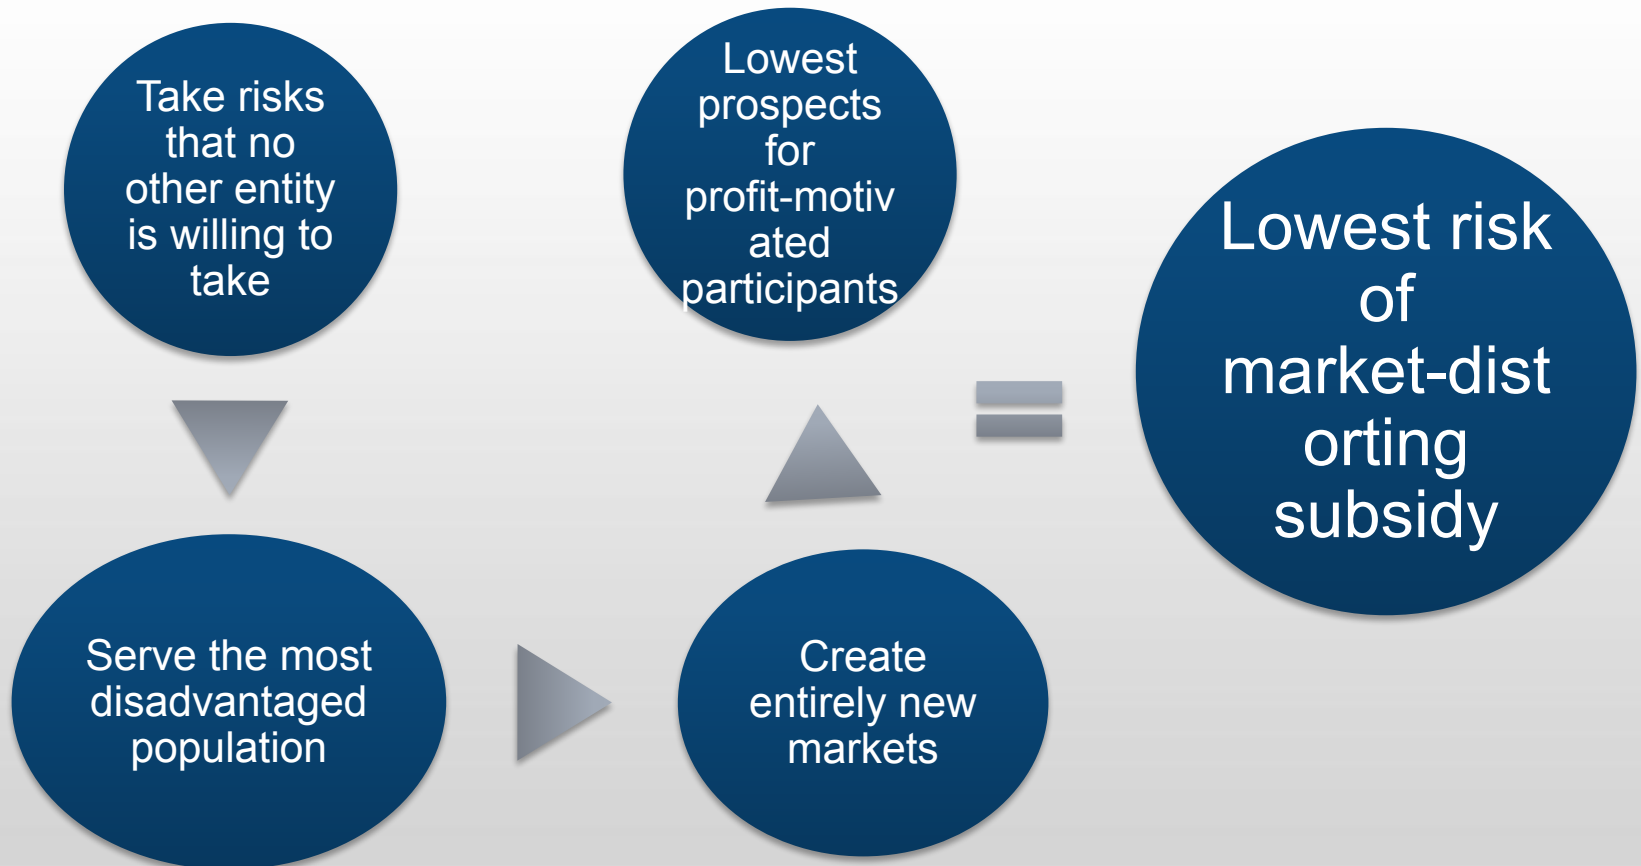 Take risks
that no
other entity
is willing to
take
Serve the most
disadvantaged
population
Create
entirely new
markets
Lowest
prospects
for
profit-motiv
ated
participants
Lowest risk
of
market-dist
orting
subsidy